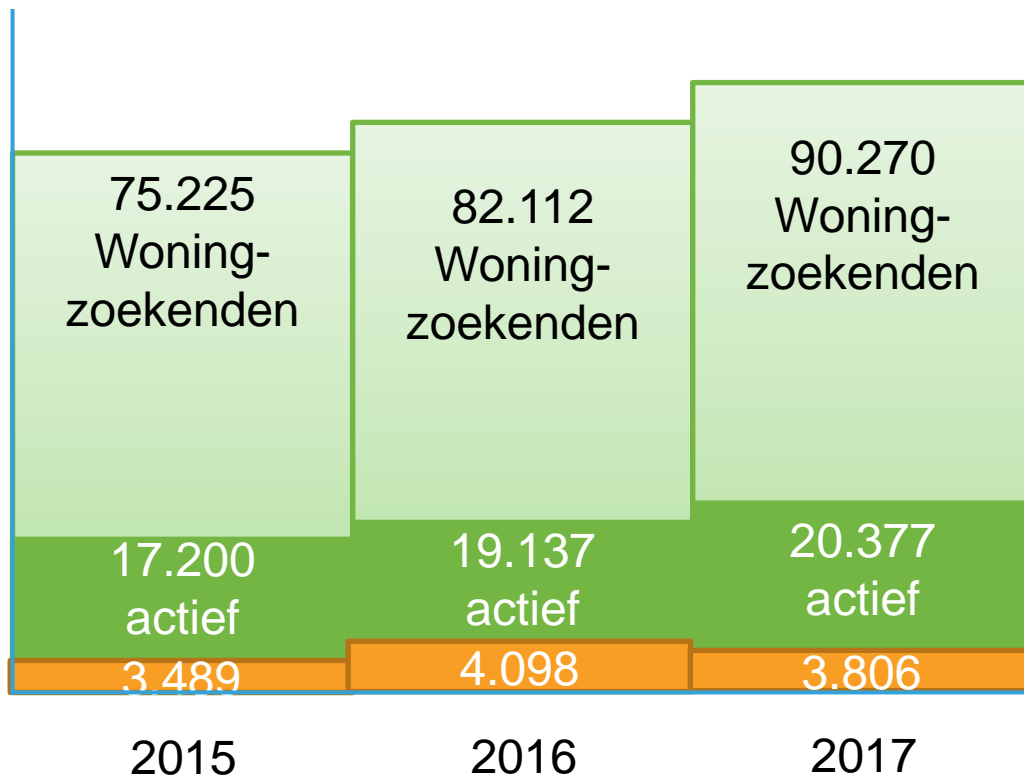 75.225
Woning-
zoekenden
82.112
Woning-
zoekenden
90.270
Woning-
zoekenden
17.200
actief
19.137
actief
20.377
actief
3.489
4.098
3.806
2015
2016
2017